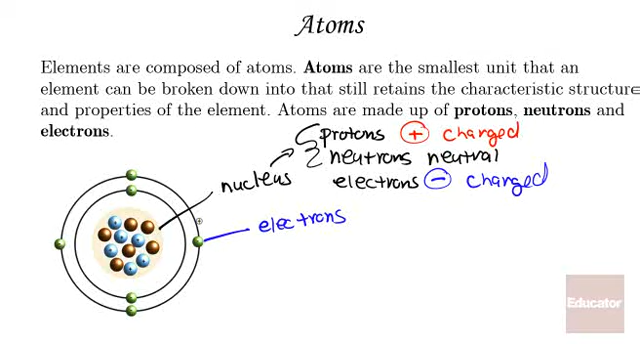 Atoms
Elements are composed of atoms. Atoms are the smallest unit that an
element can be broken down into that still retains the characteristic structure
and properties of the element. Atoms are made up of protons, neutrons and
electrons.
protons + charged
neutrons neutral
electrons - charged
nucleus
electrons
Educator